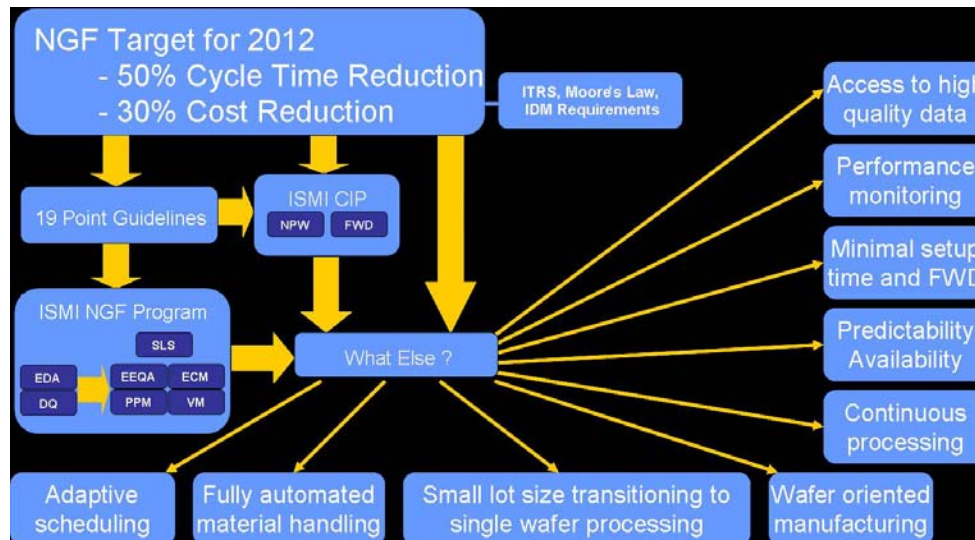 NGF Target for 2012
- 50% Cycle Time Reduction
- 30% Cost Reduction
ITRS, Moore's Law,
IDM Requirements
Access to high
quality data
Performance
monitoring
Minimal setup
time and FWD
Predictability
Availability
Continuous
processing
19 Point Guidelines
ISMI CIP
NPW FWD
ISMI NGF Program
SLS
EDA EEQA ECM
DQ PPM VM
What Else ?
Adaptive
scheduling
Fully automated
material handling
Small lot size transitioning to
single wafer processing
Wafer oriented
manufacturing